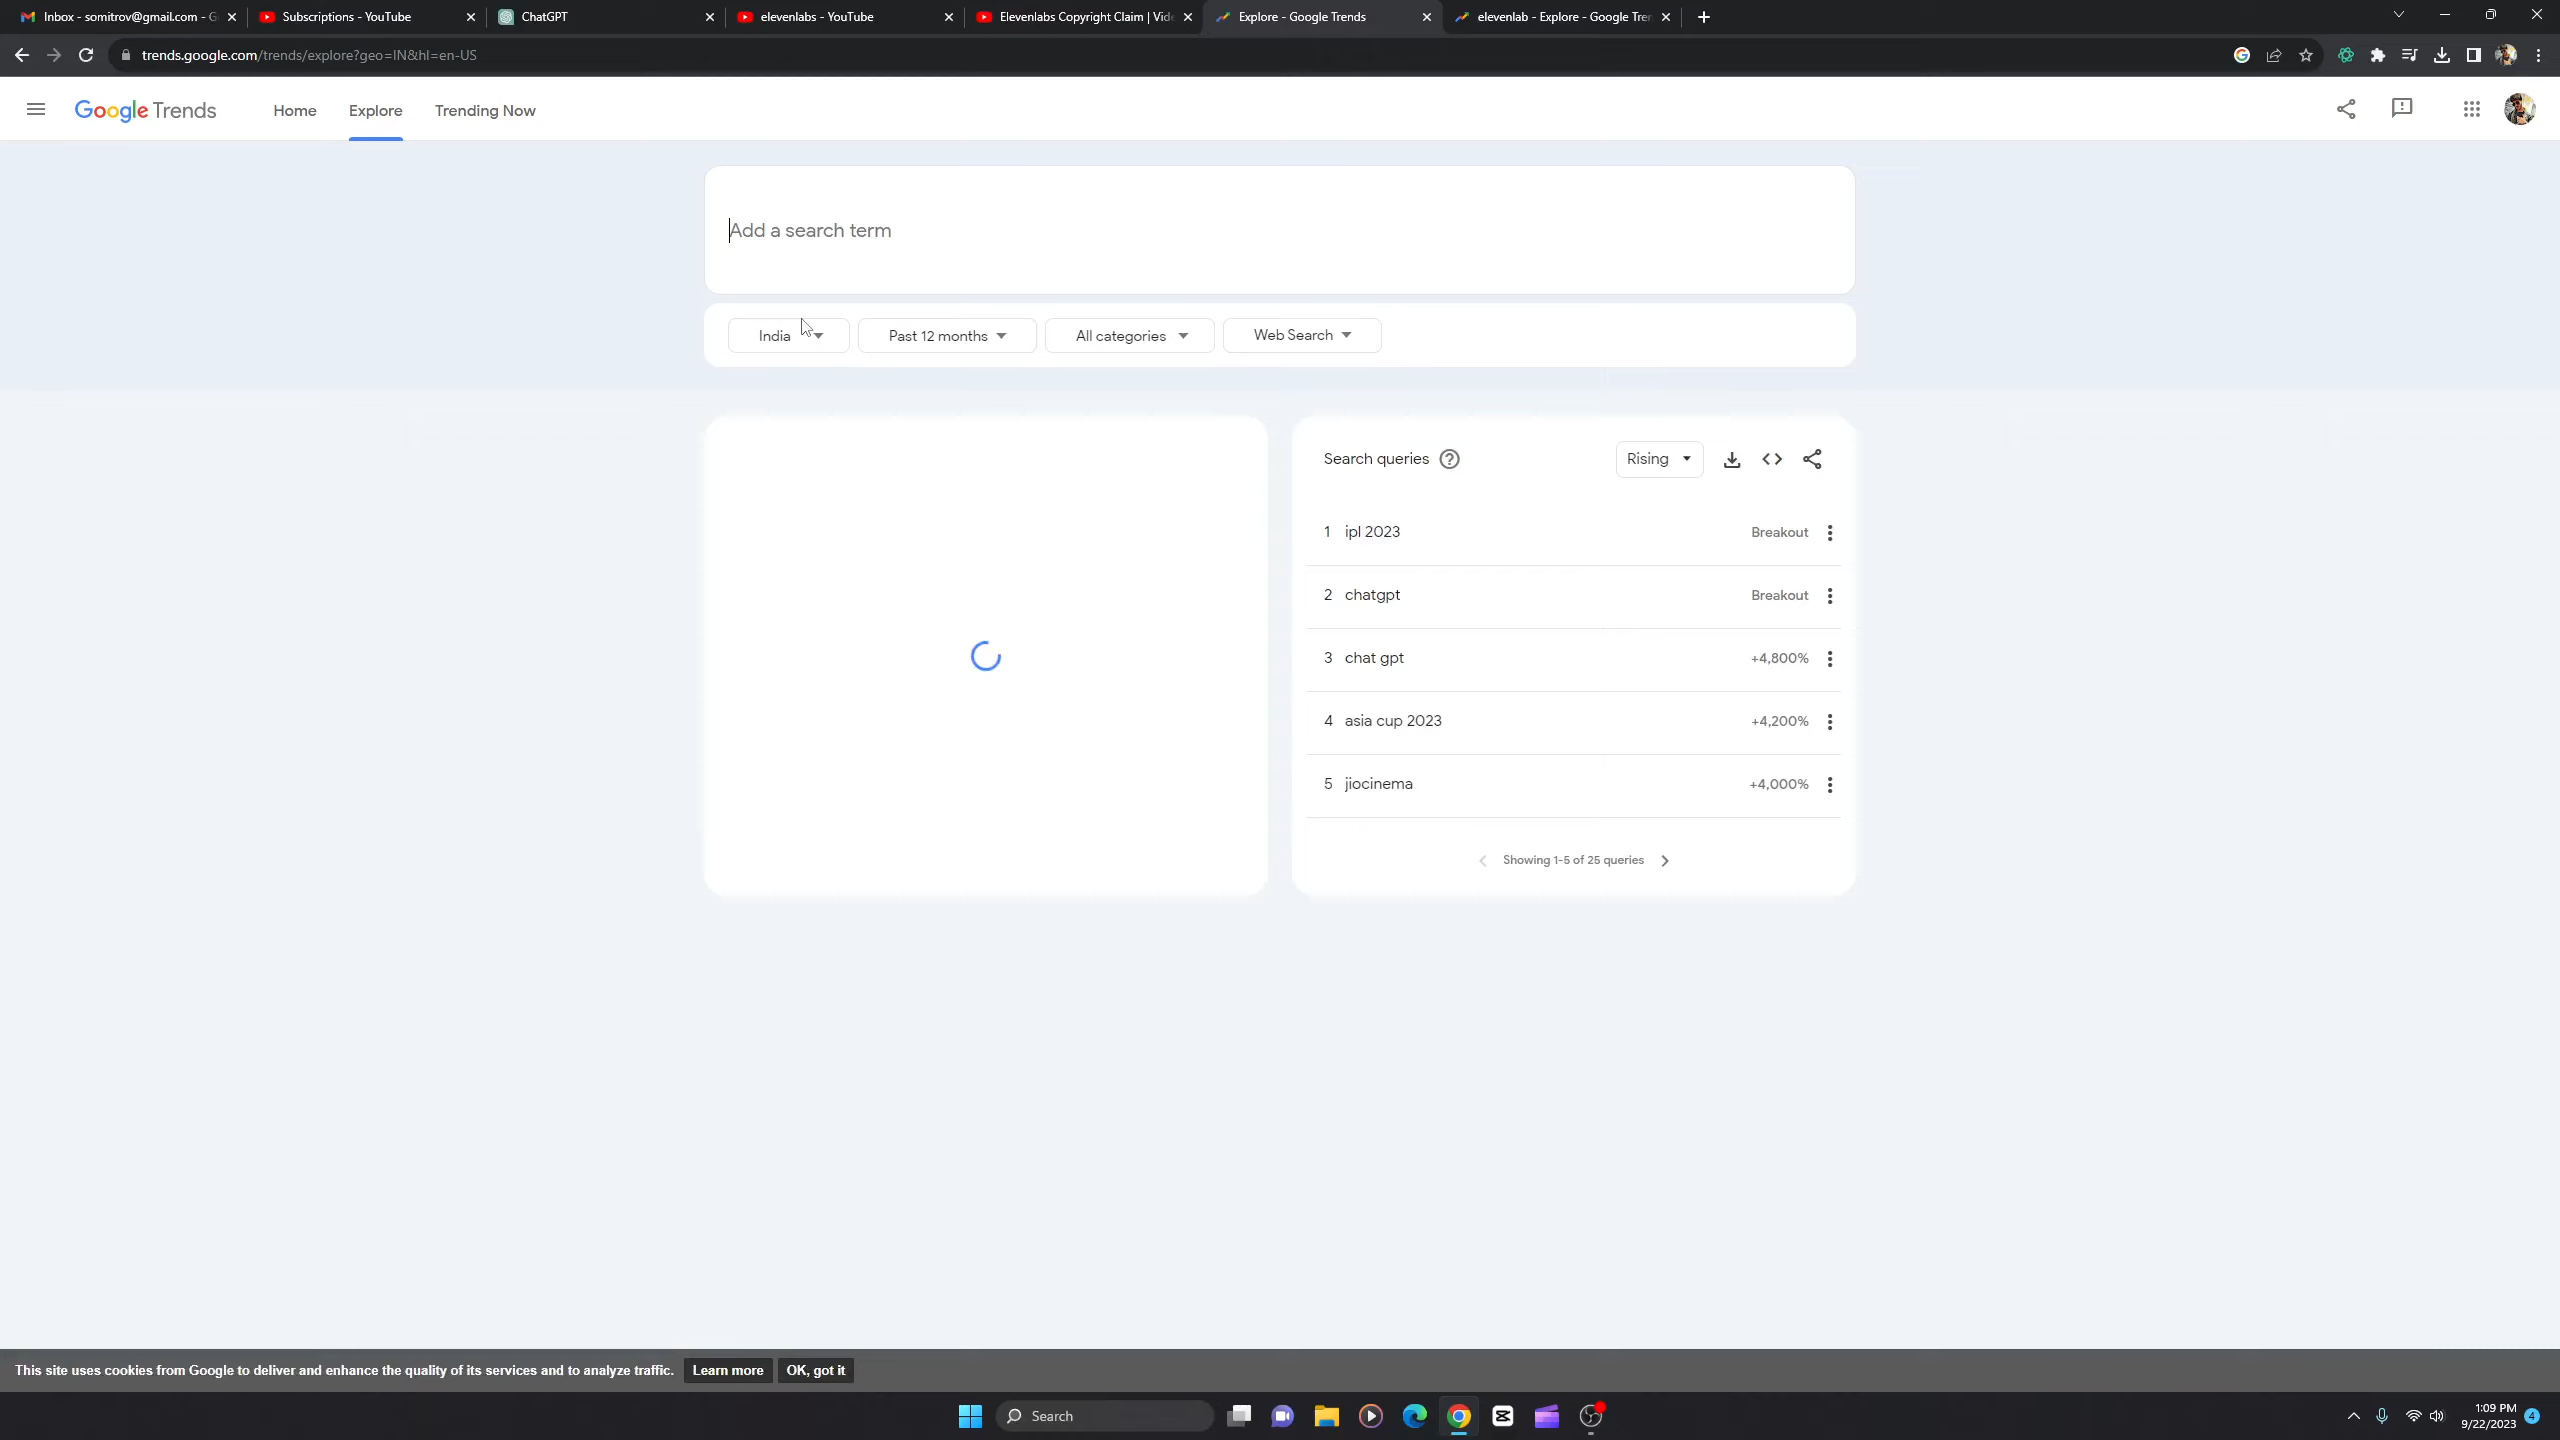 Inbox - somitrov@gmail.com - G
Subscriptions - YouTube
ChatGPT
elevenlabs - YouTube
Elevenlabs Copyright Claim | Vide
Explore - Google Trends
elevenlab - Explore - Google Tren
trends.google.com/trends/explore?geo=IN&hl=en-US
Google Trends
Home
Explore
Trending Now
Add a search term
India
Past 12 months
All categories
Web Search
Search queries
Rising
1 ipl 2023 Breakout
2 chatgpt Breakout
3 chat gpt +4,800%
4 asia cup 2023 +4,200%
5 jiocinema +4,000%
Showing 1-5 of 25 queries
This site uses cookies from Google to deliver and enhance the quality of its services and to analyze traffic. Learn more OK, got it
Search
1:09 PM
9/22/2023
4